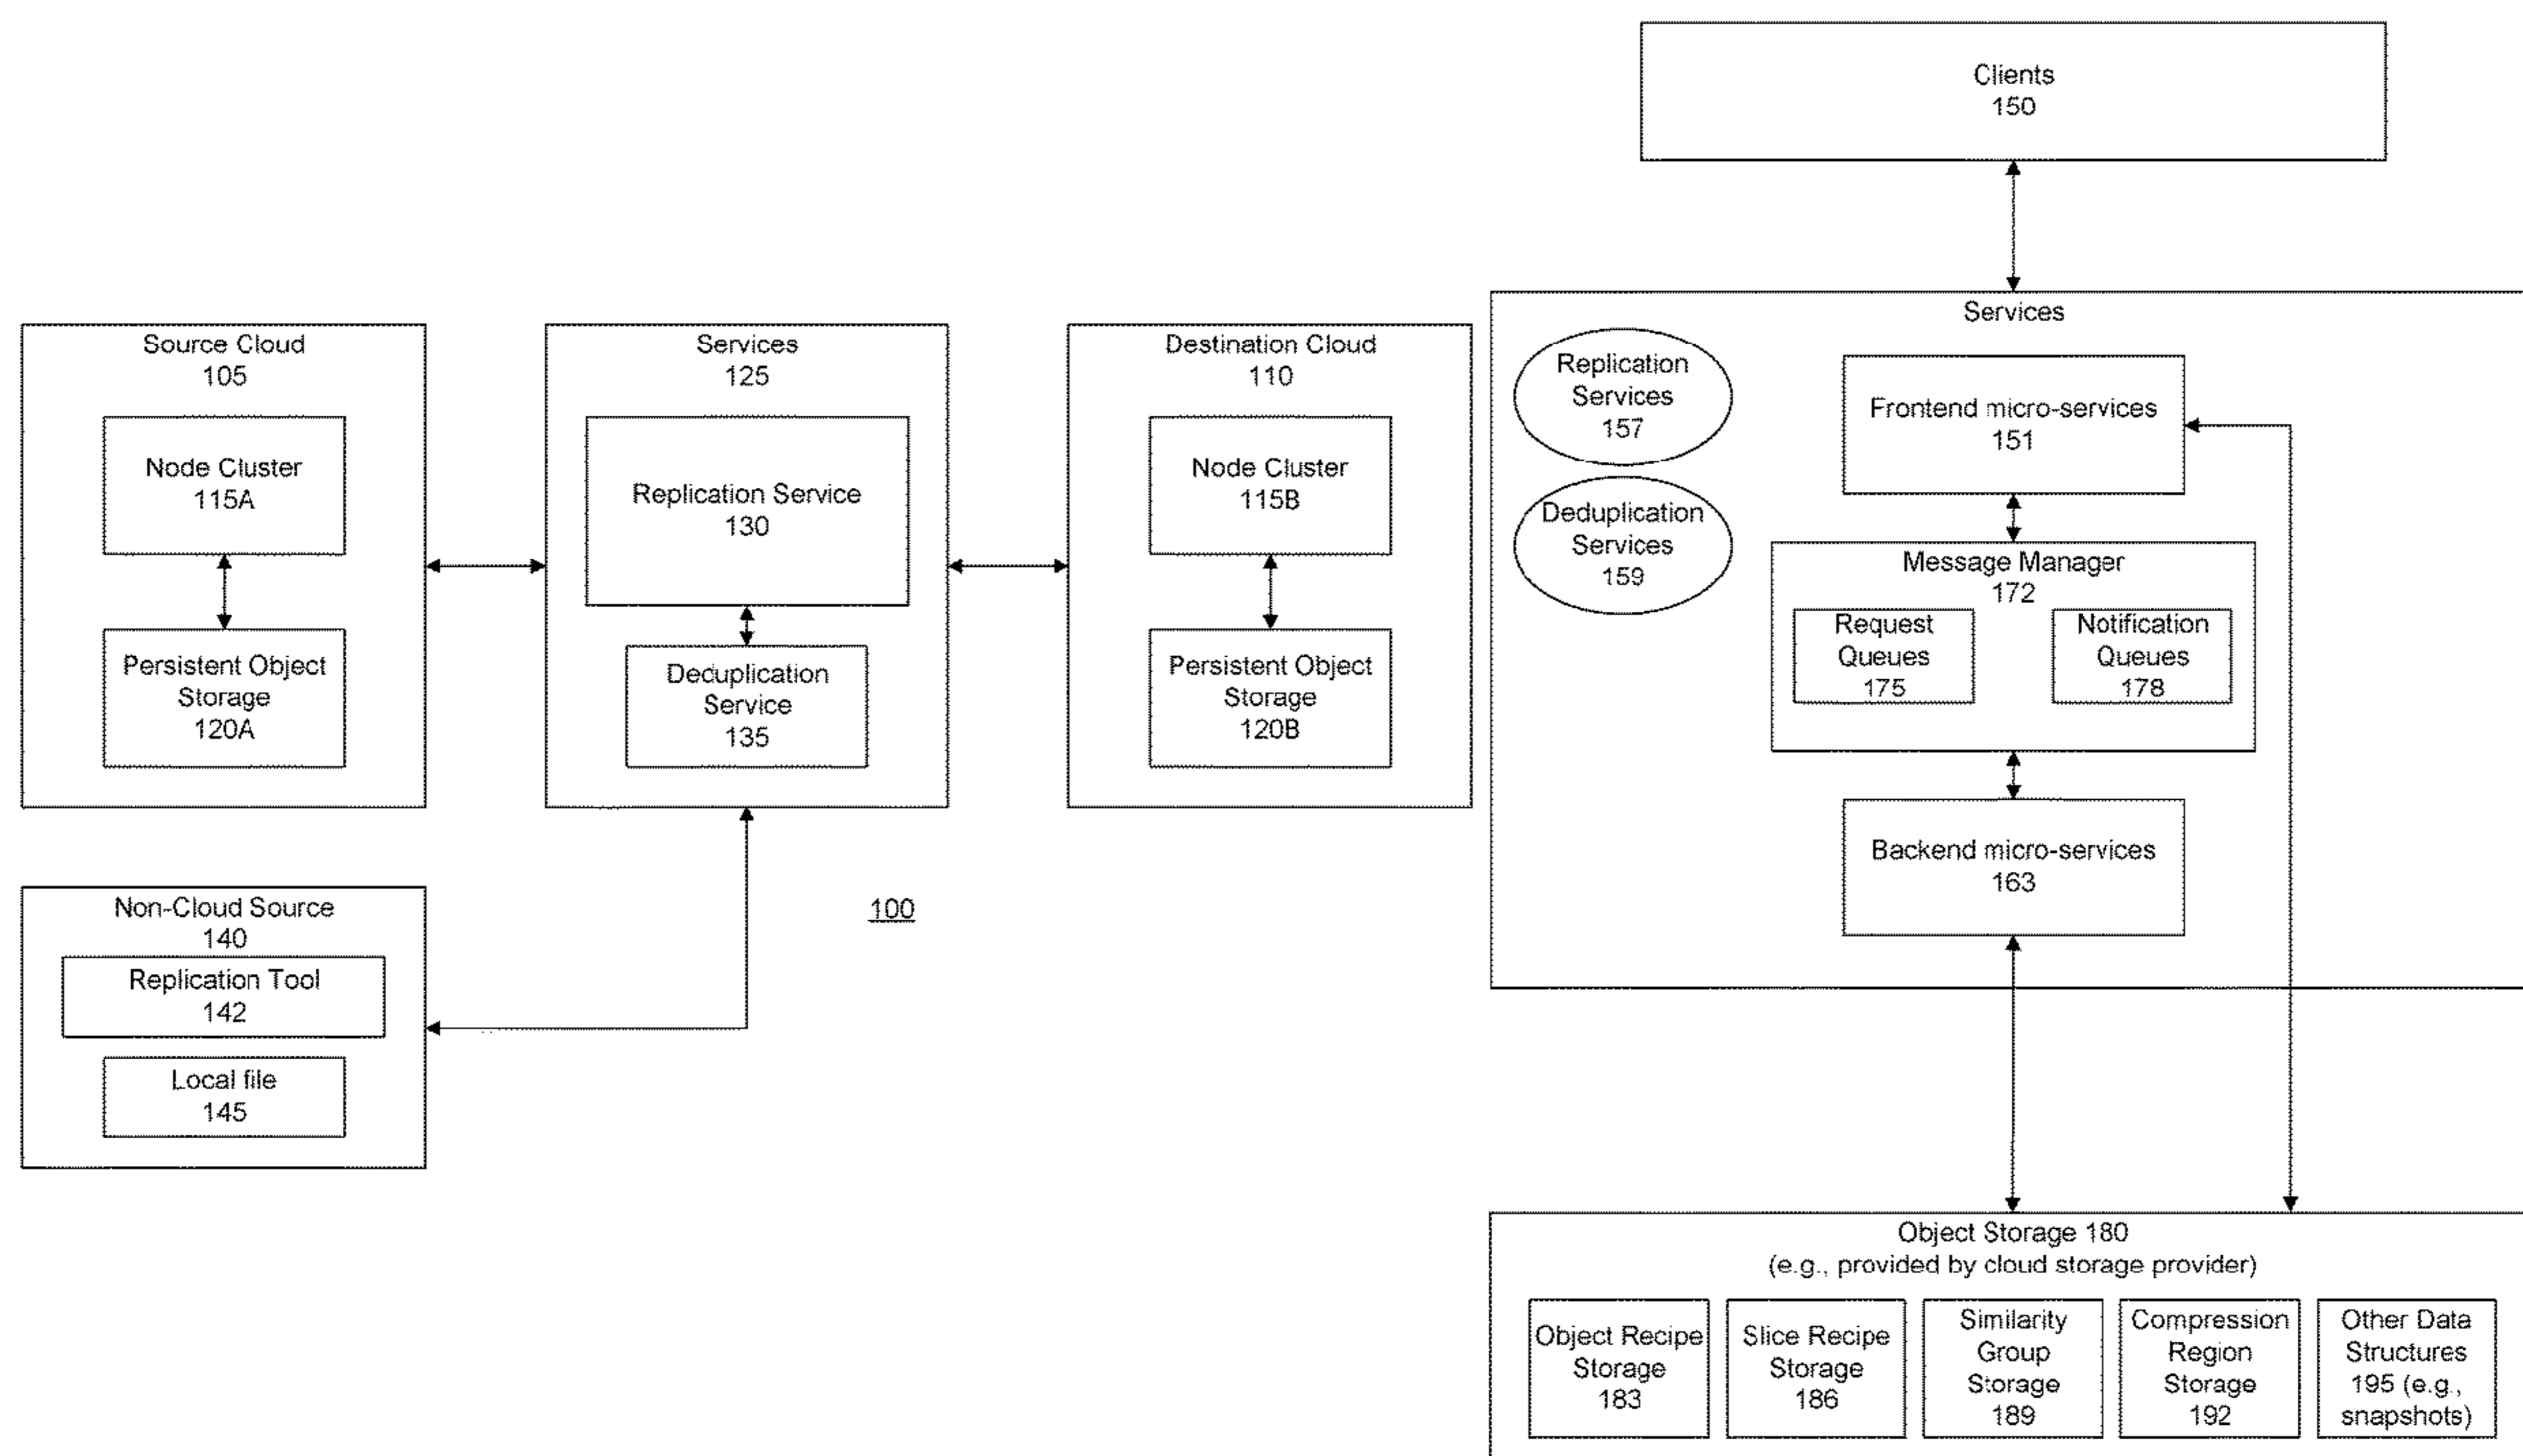 Clients
150
Source Cloud
105
Node Cluster
115A
Persistent Object
Storage
120A
Services
125
Replication Service
130
Deduplication
Service
135
Destination Cloud
110
Node Cluster
115B
Persistent Object
Storage
120B
Non-Cloud Source
140
Replication Tool
142
Local file
145
100
Services
Replication
Services
157
Deduplication
Services
159
Frontend micro-services
151
Message Manager
172
Request
Queues
175
Notification
Queues
178
Backend micro-services
163
Object Storage 180
(e.g., provided by cloud storage provider)
Object Recipe
Storage
183
Slice Recipe
Storage
186
Similarity
Group
Storage
189
Compression
Region
Storage
192
Other Data
Structures
195 (e.g.,
snapshots)